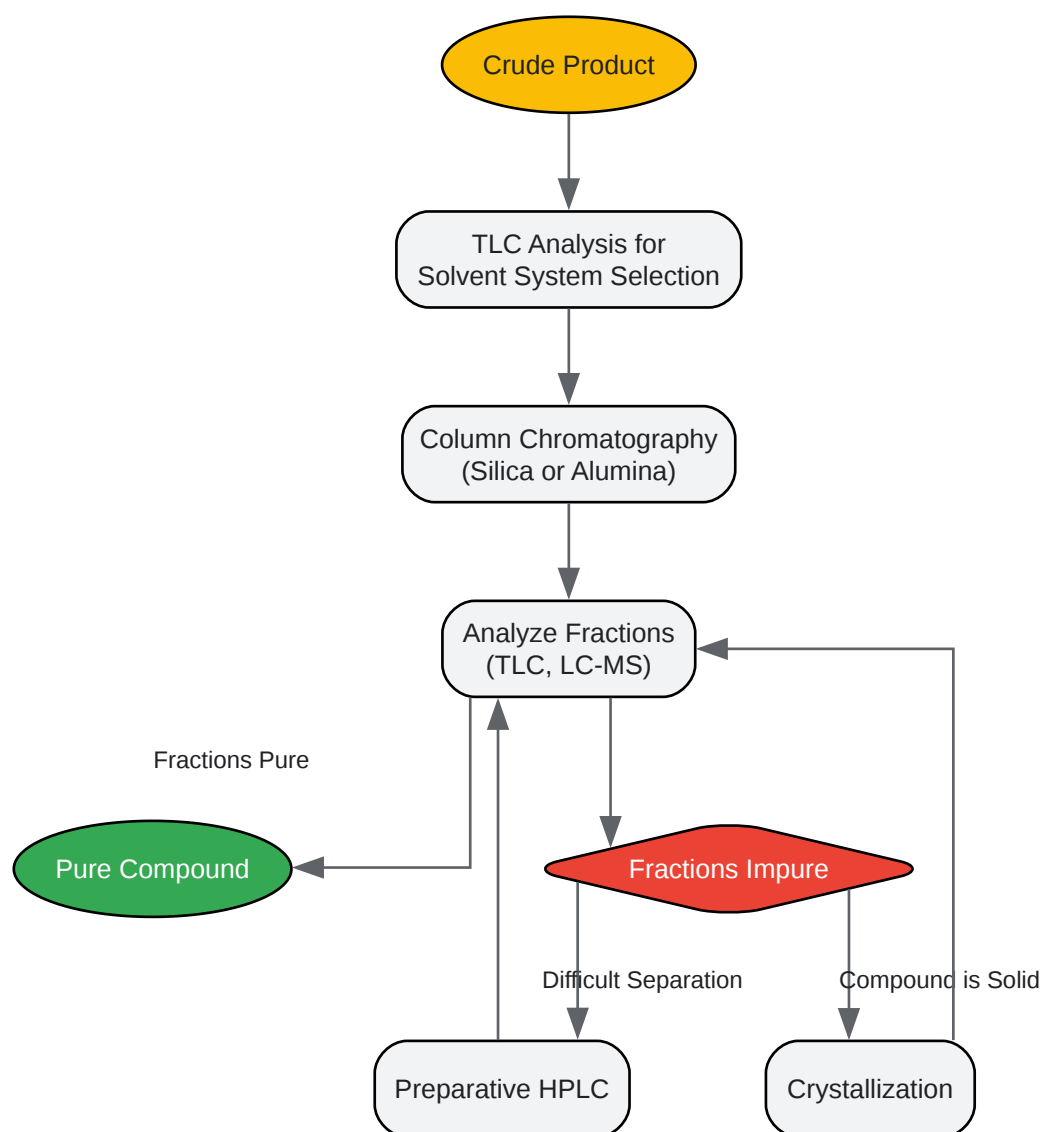 Crude Product
TLC Analysis for
Solvent System Selection
Column Chromatography
(Silica or Alumina)
Analyze Fractions
(TLC, LC-MS)
Fractions Pure
Pure Compound
Fractions Impure
Difficult Separation
Compound is Solid
Preparative HPLC
Crystallization